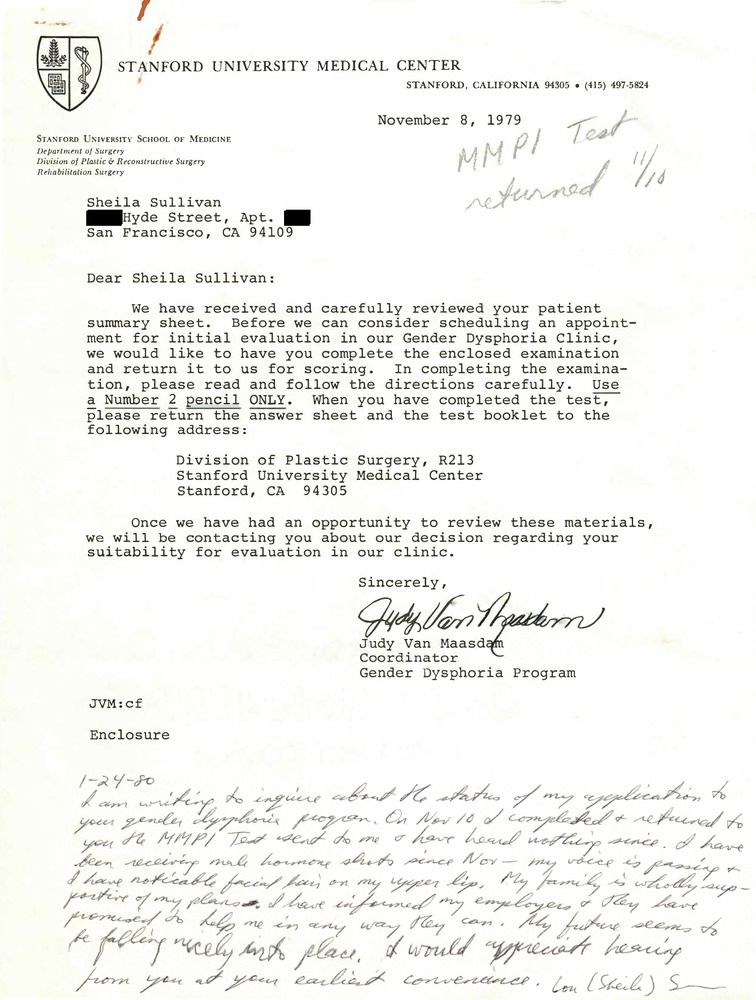 STANFORD UNIVERSITY MEDICAL CENTER
STANFORD, CALIFORNIA 94305 • (415) 497-5824
November 8, 1979
MMPI Test
returned 11/10
STANFORD UNIVERSITY SCHOOL OF MEDICINE
Department of Surgery
Division of Plastic & Reconstructive Surgery
Rehabilitation Surgery
Sheila Sullivan
Hyde Street, Apt.
San Francisco, CA 94109
Dear Sheila Sullivan:
We have received and carefully reviewed your patient
summary sheet. Before we can consider scheduling an appoint-
ment for initial evaluation in our Gender Dysphoria Clinic,
we would like to have you complete the enclosed examination
and return it to us for scoring. In completing the examina-
tion, please read and follow the directions carefully. Use
a Number 2 pencil ONLY. When you have completed the test,
please return the answer sheet and the test booklet to the
following address:
Division of Plastic Surgery, R213
Stanford University Medical Center
Stanford, CA 94305
Once we have had an opportunity to review these materials,
we will be contacting you about our decision regarding your
suitability for evaluation in our clinic.
Sincerely,
Judy Van Maasdam
Judy Van Maasdam
Coordinator
Gender Dysphoria Program
JVM:cf
Enclosure
1-24-80
I am writing to inquire about the status of my application to
your gender dysphoria program. On Nov 10 I completed + returned to
you the MMPI Test sent to me & have heard nothing since. I have
been receiving male hormone shots since Nov — my voice is passing +
I have noticable facial hair on my upper lip. My family is wholly sup-
portive of my plans. I have informed my employers & they have
promised to help me in any way they can. My future seems to
be falling nicely into place. I would appreciate hearing
from you at your earliest convenience. Lou (Sheila) S